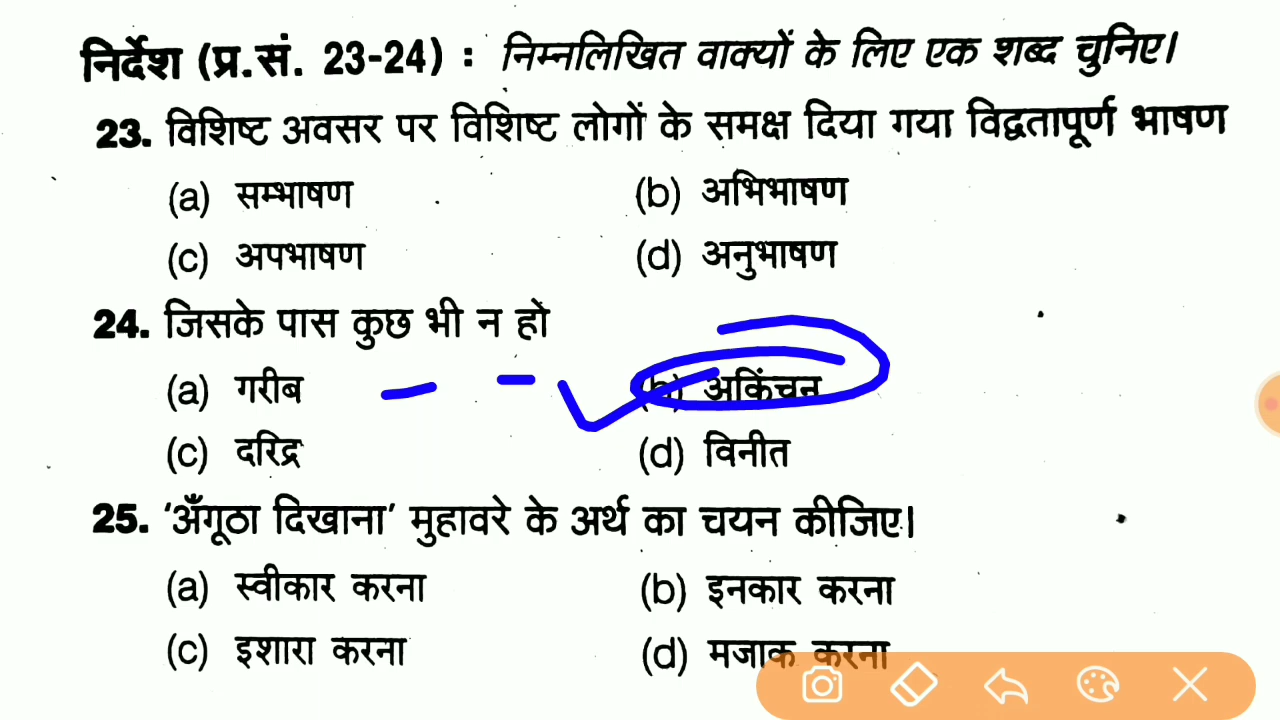 निर्देश (प्र.सं. 23-24) : निम्नलिखित वाक्यों के लिए एक शब्द चुनिए।
23. विशिष्ट अवसर पर विशिष्ट लोगों के समक्ष दिया गया विद्वतापूर्ण भाषण
(a) सम्भाषण (b) अभिभाषण
(c) अपभाषण (d) अनुभाषण
24. जिसके पास कुछ भी न हो
(a) गरीब (b) अकिंचन
(c) दरिद्र (d) विनीत
25. 'अँगूठा दिखाना' मुहावरे के अर्थ का चयन कीजिए।
(a) स्वीकार करना (b) इनकार करना
(c) इशारा करना (d) मजाक करना